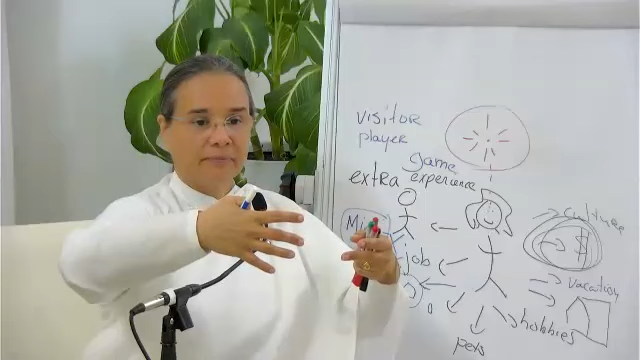 visitor
player
game
extra experience
culture
job
vacation
hobbies
pets